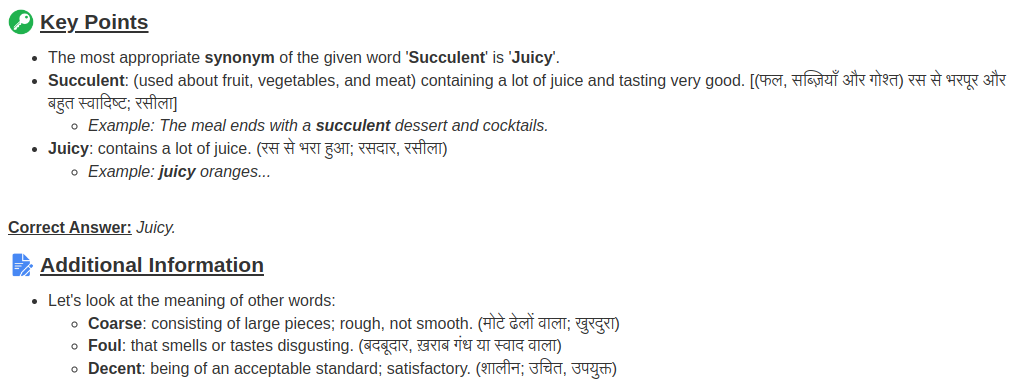 Key Points
The most appropriate synonym of the given word 'Succulent' is 'Juicy'.
Succulent: (used about fruit, vegetables, and meat) containing a lot of juice and tasting very good. [(फल, सब्ज़ियाँ और गोश्त) रस से भरपूर और
बहुत स्वादिष्ट; रसीला]
Example: The meal ends with a succulent dessert and cocktails.
Juicy: contains a lot of juice. (रस से भरा हुआ; रसदार, रसीला)
Example: juicy oranges...
Correct Answer: Juicy.
Additional Information
Let's look at the meaning of other words:
Coarse: consisting of large pieces; rough, not smooth. (मोटे ढेलों वाला; खुरदुरा)
Foul: that smells or tastes disgusting. (बदबूदार, ख़राब गंध या स्वाद वाला)
Decent: being of an acceptable standard; satisfactory. (शालीन; उचित, उपयुक्त)